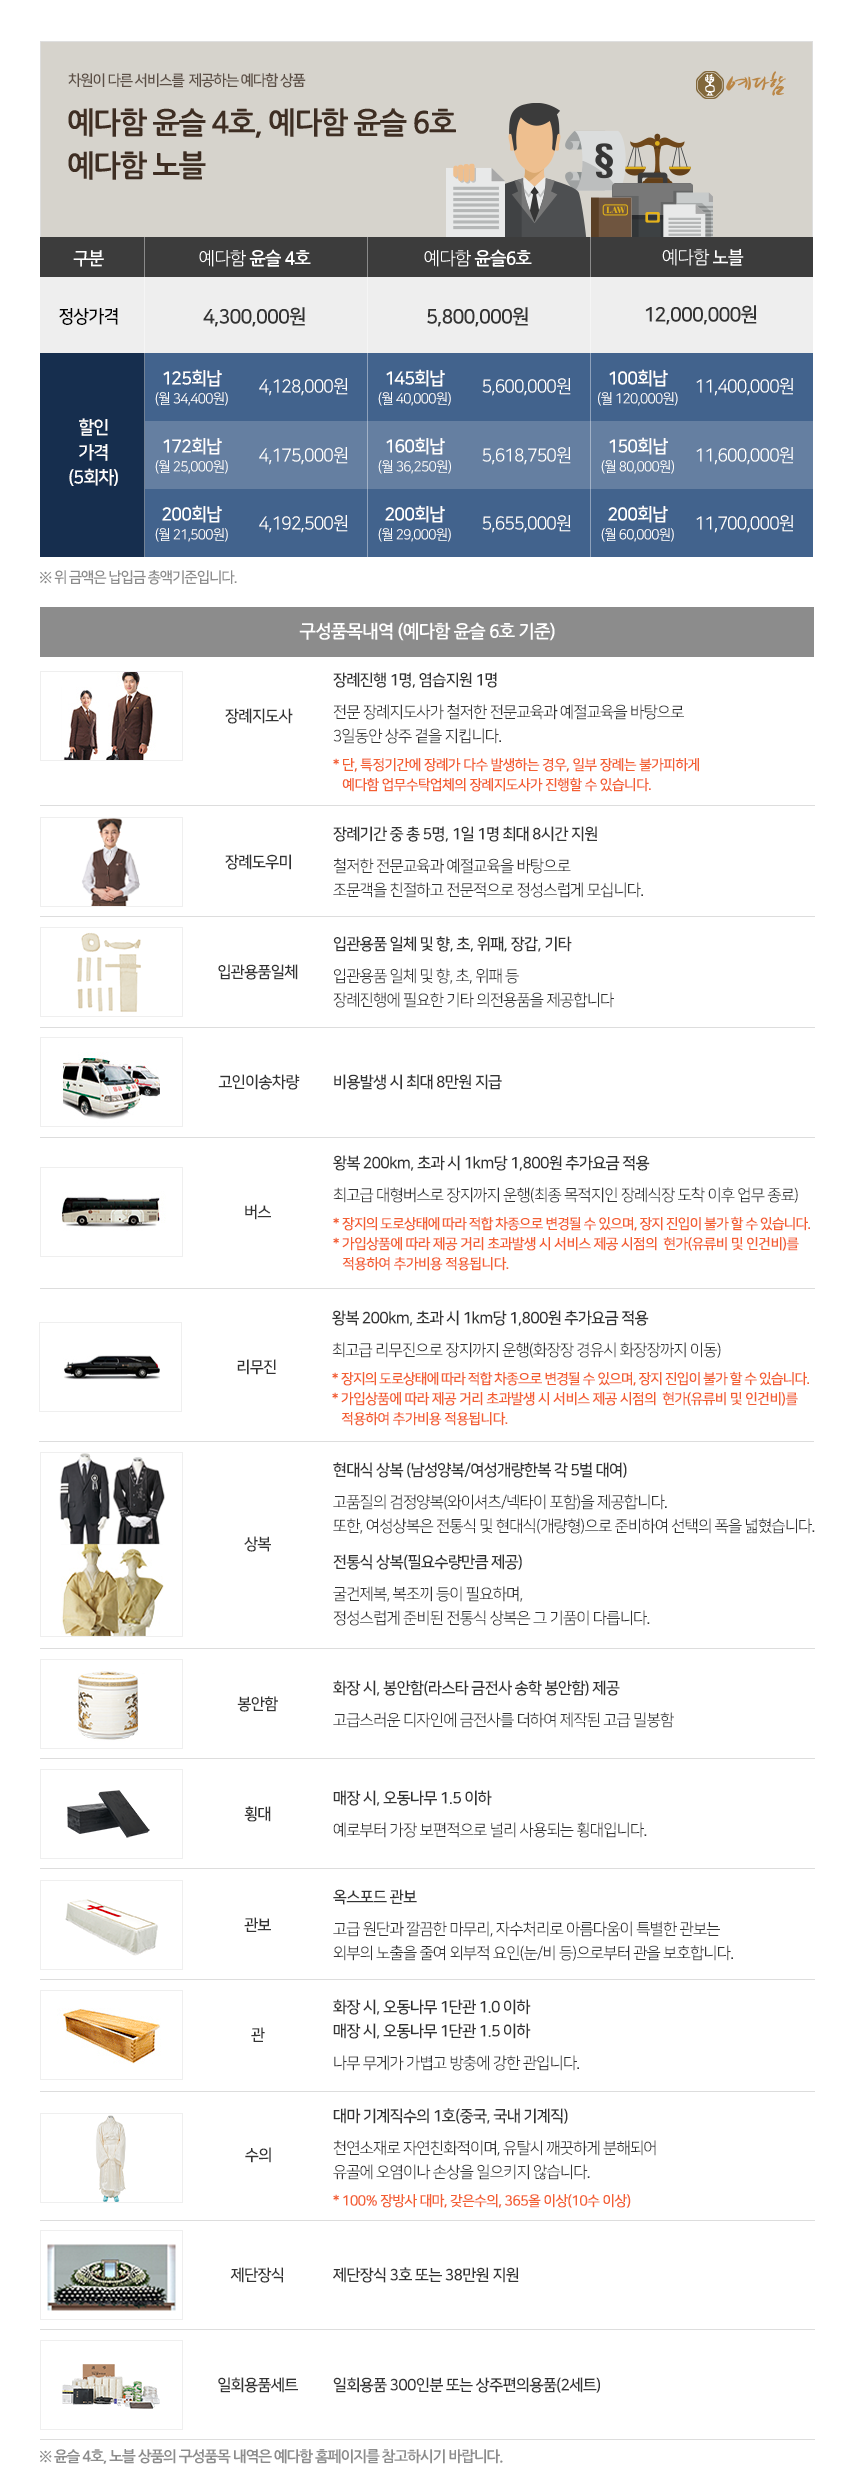 차원이 다른 서비스를 제공하는 예다함 상품
예다함
예다함 윤슬 4호, 예다함 윤슬 6호
예다함 노블
§
LAW
구분 예다함 윤슬 4호 예다함 윤슬6호 예다함 노블
정상가격 4,300,000원 5,800,000원 12,000,000원
할인
가격
(5회차)
125회납 4,128,000원 145회납 5,600,000원 100회납 11,400,000원
(월 34,400원) (월 40,000원) (월 120,000원)
172회납 4,175,000원 160회납 5,618,750원 150회납 11,600,000원
(월 25,000원) (월 36,250원) (월 80,000원)
200회납 4,192,500원 200회납 5,655,000원 200회납 11,700,000원
(월 21,500원) (월 29,000원) (월 60,000원)
※ 위 금액은 납입금 총액기준입니다.
구성품목내역 (예다함 윤슬 6호 기준)
장례지도사
장례진행 1명, 염습지원 1명
전문 장례지도사가 철저한 전문교육과 예절교육을 바탕으로
3일동안 상주 곁을 지킵니다.
* 단, 특정기간에 장례가 다수 발생하는 경우, 일부 장례는 불가피하게
예다함 업무수탁업체의 장례지도사가 진행할 수 있습니다.
장례도우미
장례기간 중 총 5명, 1일 1명 최대 8시간 지원
철저한 전문교육과 예절교육을 바탕으로
조문객을 친절하고 전문적으로 정성스럽게 모십니다.
입관용품일체
입관용품 일체 및 향, 초, 위패, 장갑, 기타
입관용품 일체 및 향, 초, 위패 등
장례진행에 필요한 기타 의전용품을 제공합니다
고인이송차량
비용발생 시 최대 8만원 지급
버스
왕복 200km, 초과 시 1km당 1,800원 추가요금 적용
최고급 대형버스로 장지까지 운행(최종 목적지인 장례식장 도착 이후 업무 종료)
* 장지의 도로상태에 따라 적합 차종으로 변경될 수 있으며, 장지 진입이 불가 할 수 있습니다.
* 가입상품에 따라 제공 거리 초과발생 시 서비스 제공 시점의 현가(유류비 및 인건비)를
적용하여 추가비용 적용됩니다.
리무진
왕복 200km, 초과 시 1km당 1,800원 추가요금 적용
최고급 리무진으로 장지까지 운행(화장장 경유시 화장장까지 이동)
* 장지의 도로상태에 따라 적합 차종으로 변경될 수 있으며, 장지 진입이 불가 할 수 있습니다.
* 가입상품에 따라 제공 거리 초과발생 시 서비스 제공 시점의 현가(유류비 및 인건비)를
적용하여 추가비용 적용됩니다.
상복
현대식 상복 (남성양복/여성개량한복 각 5벌 대여)
고품질의 검정양복(와이셔츠/넥타이 포함)을 제공합니다.
또한, 여성상복은 전통식 및 현대식(개량형)으로 준비하여 선택의 폭을 넓혔습니다.
전통식 상복(필요수량만큼 제공)
굴건제복, 복조끼 등이 필요하며,
정성스럽게 준비된 전통식 상복은 그 기품이 다릅니다.
봉안함
화장 시, 봉안함(라스타 금전사 송학 봉안함) 제공
고급스러운 디자인에 금전사를 더하여 제작된 고급 밀봉함
횡대
매장 시, 오동나무 1.5 이하
예로부터 가장 보편적으로 널리 사용되는 횡대입니다.
관보
옥스포드 관보
고급 원단과 깔끔한 마무리, 자수처리로 아름다움이 특별한 관보는
외부의 노출을 줄여 외부적 요인(눈/비 등)으로부터 관을 보호합니다.
관
화장 시, 오동나무 1단관 1.0 이하
매장 시, 오동나무 1단관 1.5 이하
나무 무게가 가볍고 방충에 강한 관입니다.
수의
대마 기계직수의 1호(중국, 국내 기계직)
천연소재로 자연친화적이며, 유탈시 깨끗하게 분해되어
유골에 오염이나 손상을 일으키지 않습니다.
* 100% 장방사 대마, 갖은수의, 365올 이상(10수 이상)
제단장식
제단장식 3호 또는 38만원 지원
일회용품세트
일회용품 300인분 또는 상주편의용품(2세트)
※ 윤슬 4호, 노블 상품의 구성품목 내역은 예다함 홈페이지를 참고하시기 바랍니다.